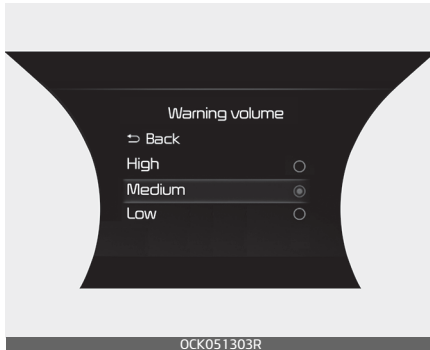 Warning volume
Back
High
Medium
Low
OCK051303R